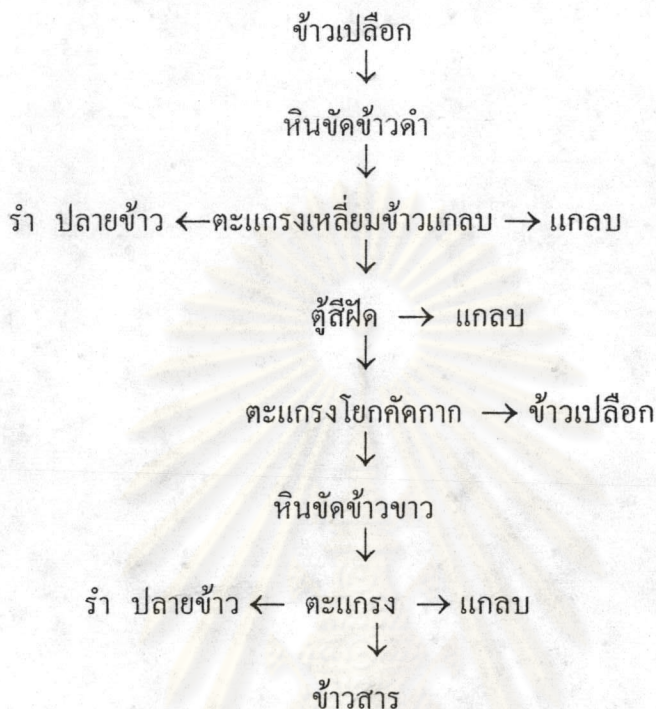 ข้าวเปลือก
↓
หินขัดข้าวดำ
↓
รำ ปลายข้าว ←ตะแกรงเหลี่ยมข้าวแกลบ → แกลบ
↓
ตู้สีฝัด → แกลบ
↓
ตะแกรงโยกคัดกาก → ข้าวเปลือก
↓
หินขัดข้าวขาว
↓
รำ ปลายข้าว ← ตะแกรง → แกลบ
↓
ข้าวสาร